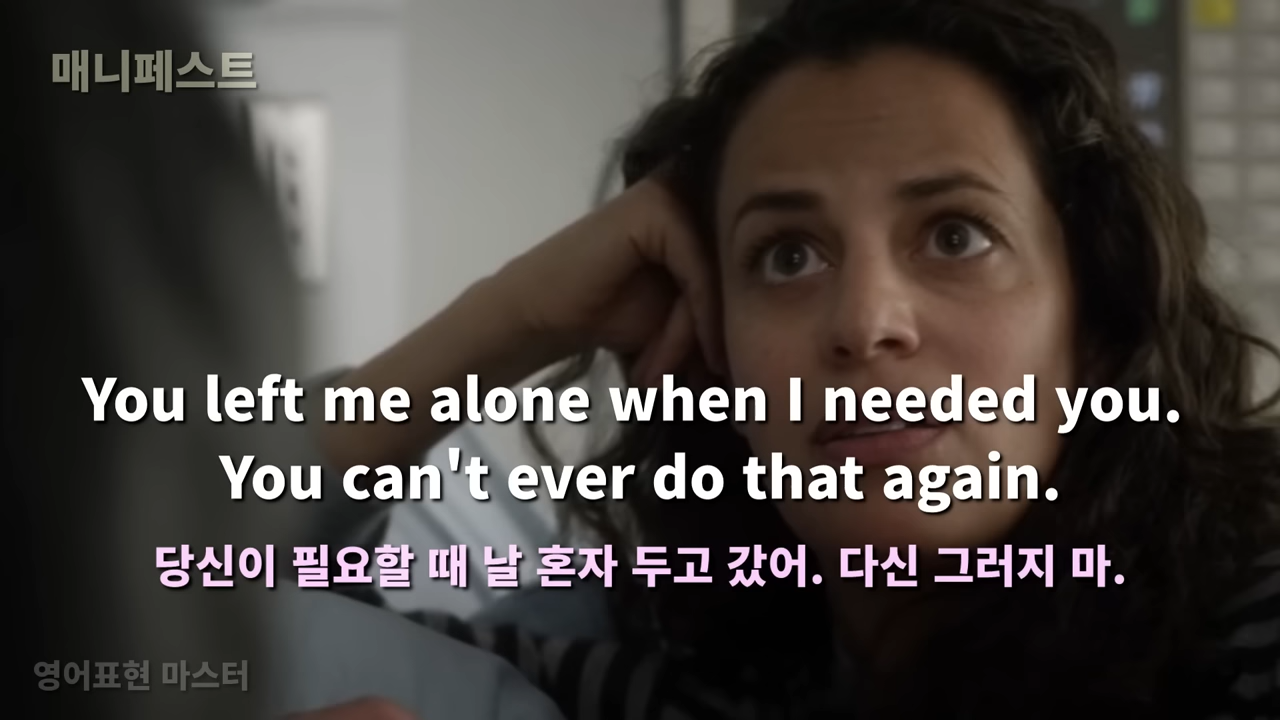 매니페스트
You left me alone when I needed you.
You can't ever do that again.
당신이 필요할 때 날 혼자 두고 갔어. 다신 그러지 마.
영어표현 마스터